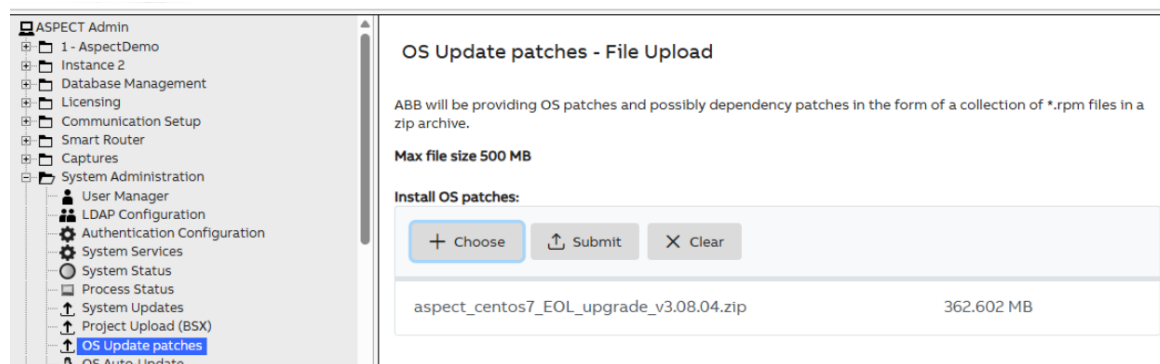 ASPECT Admin
1 - AspectDemo
Instance 2
Database Management
Licensing
Communication Setup
Smart Router
Captures
System Administration
User Manager
LDAP Configuration
Authentication Configuration
System Services
System Status
Process Status
System Updates
Project Upload (BSX)
OS Update patches
OS Auto-Update
OS Update patches - File Upload
ABB will be providing OS patches and possibly dependency patches in the form of a collection of *.rpm files in a
zip archive.
Max file size 500 MB
Install OS patches:
Choose Submit Clear
aspect_centos7_EOL_upgrade_v3.08.04.zip 362.602 MB